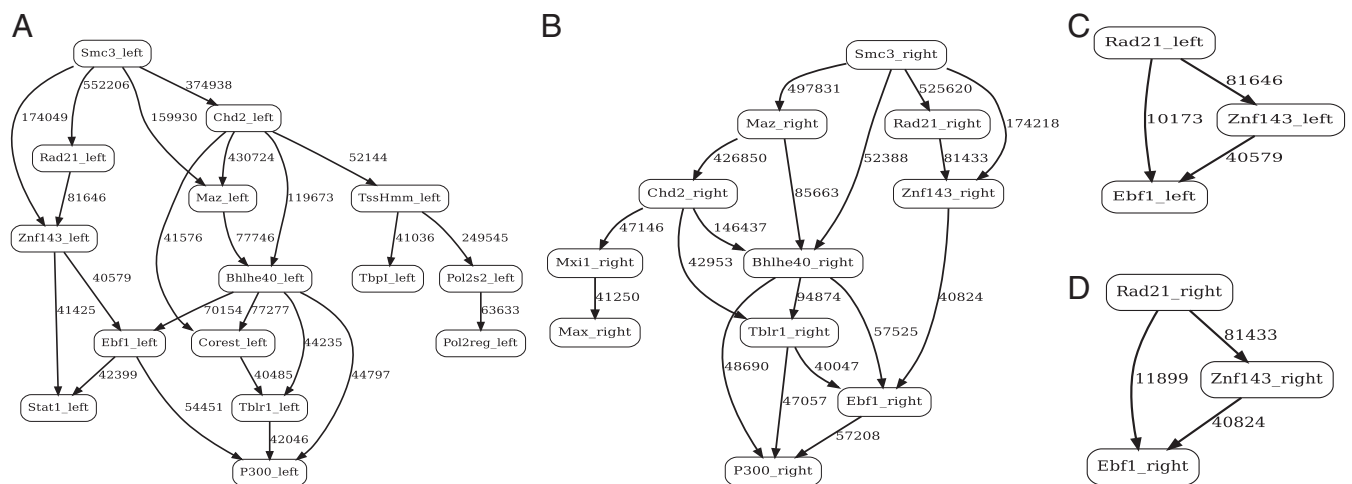 A
Smc3_left
552206
374938
174049
159930
Chd2_left
Rad21_left
430724
52144
81646
Maz_left
119673
TssHmm_left
Znf143_left
41576
77746
41036
249545
40579
Bhlhe40_left
TbpI_left
Pol2s2_left
41425
70154
77277
63633
Ebf1_left
Corest_left
44235
Pol2reg_left
42399
40485
44797
Stat1_left
54451
Tblr1_left
42046
P300_left
B
Smc3_right
497831
525620
Maz_right
Rad21_right
174218
426850
52388
81433
Chd2_right
85663
Znf143_right
47146
146437
Mxi1_right
42953
Bhlhe40_right
41250
94874
40824
Max_right
Tblr1_right
57525
48690
40047
47057
Ebf1_right
57208
P300_right
C
Rad21_left
81646
10173
Znf143_left
40579
Ebf1_left
D
Rad21_right
81433
11899
Znf143_right
40824
Ebf1_right